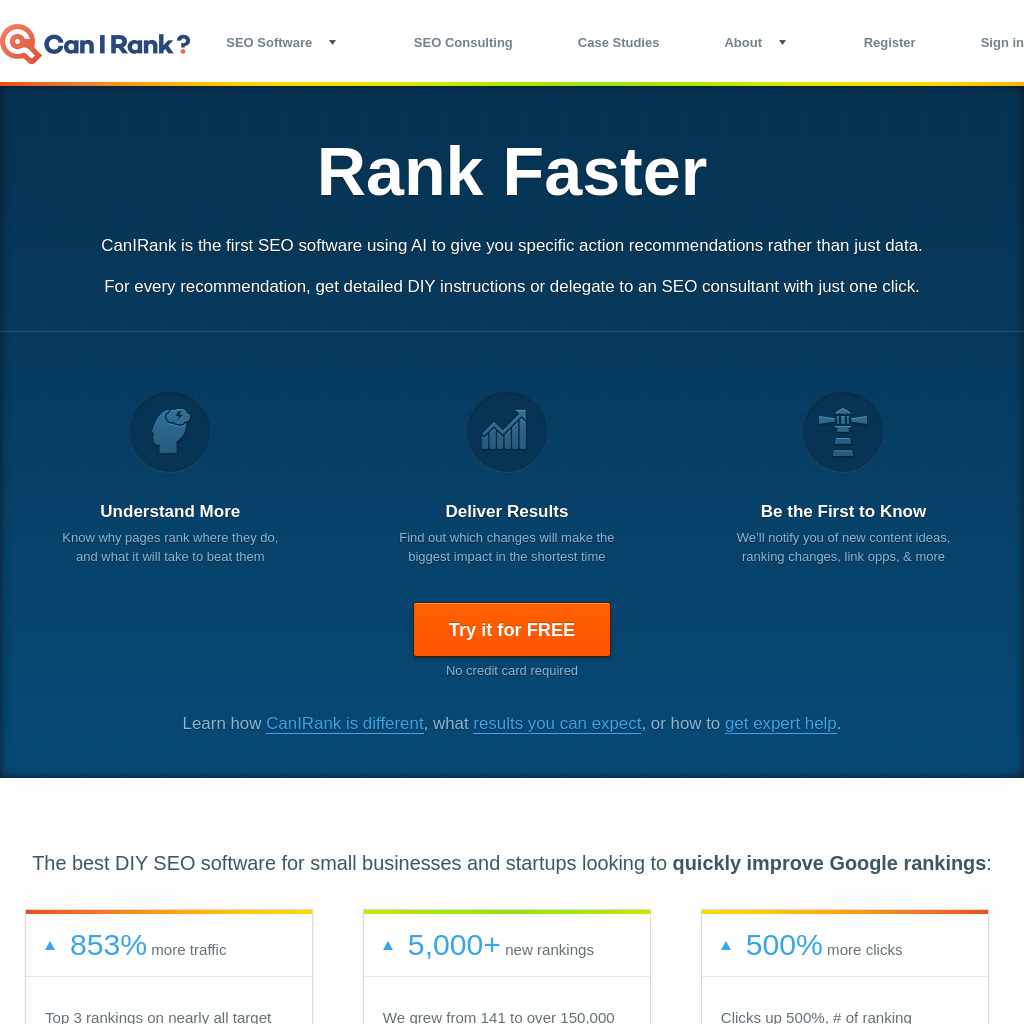 Can I Rank?
SEO Software
SEO Consulting
Case Studies
About
Register
Sign in
Rank Faster
CanIRank is the first SEO software using AI to give you specific action recommendations rather than just data.
For every recommendation, get detailed DIY instructions or delegate to an SEO consultant with just one click.
Understand More
Know why pages rank where they do,
and what it will take to beat them
Deliver Results
Find out which changes will make the
biggest impact in the shortest time
Be the First to Know
We'll notify you of new content ideas,
ranking changes, link opps, & more
Try it for FREE
No credit card required
Learn how CanIRank is different, what results you can expect, or how to get expert help.
The best DIY SEO software for small businesses and startups looking to quickly improve Google rankings:
853% more traffic
Top 3 rankings on nearly all target
5,000+ new rankings
We grew from 141 to over 150,000
500% more clicks
Clicks up 500%, # of ranking